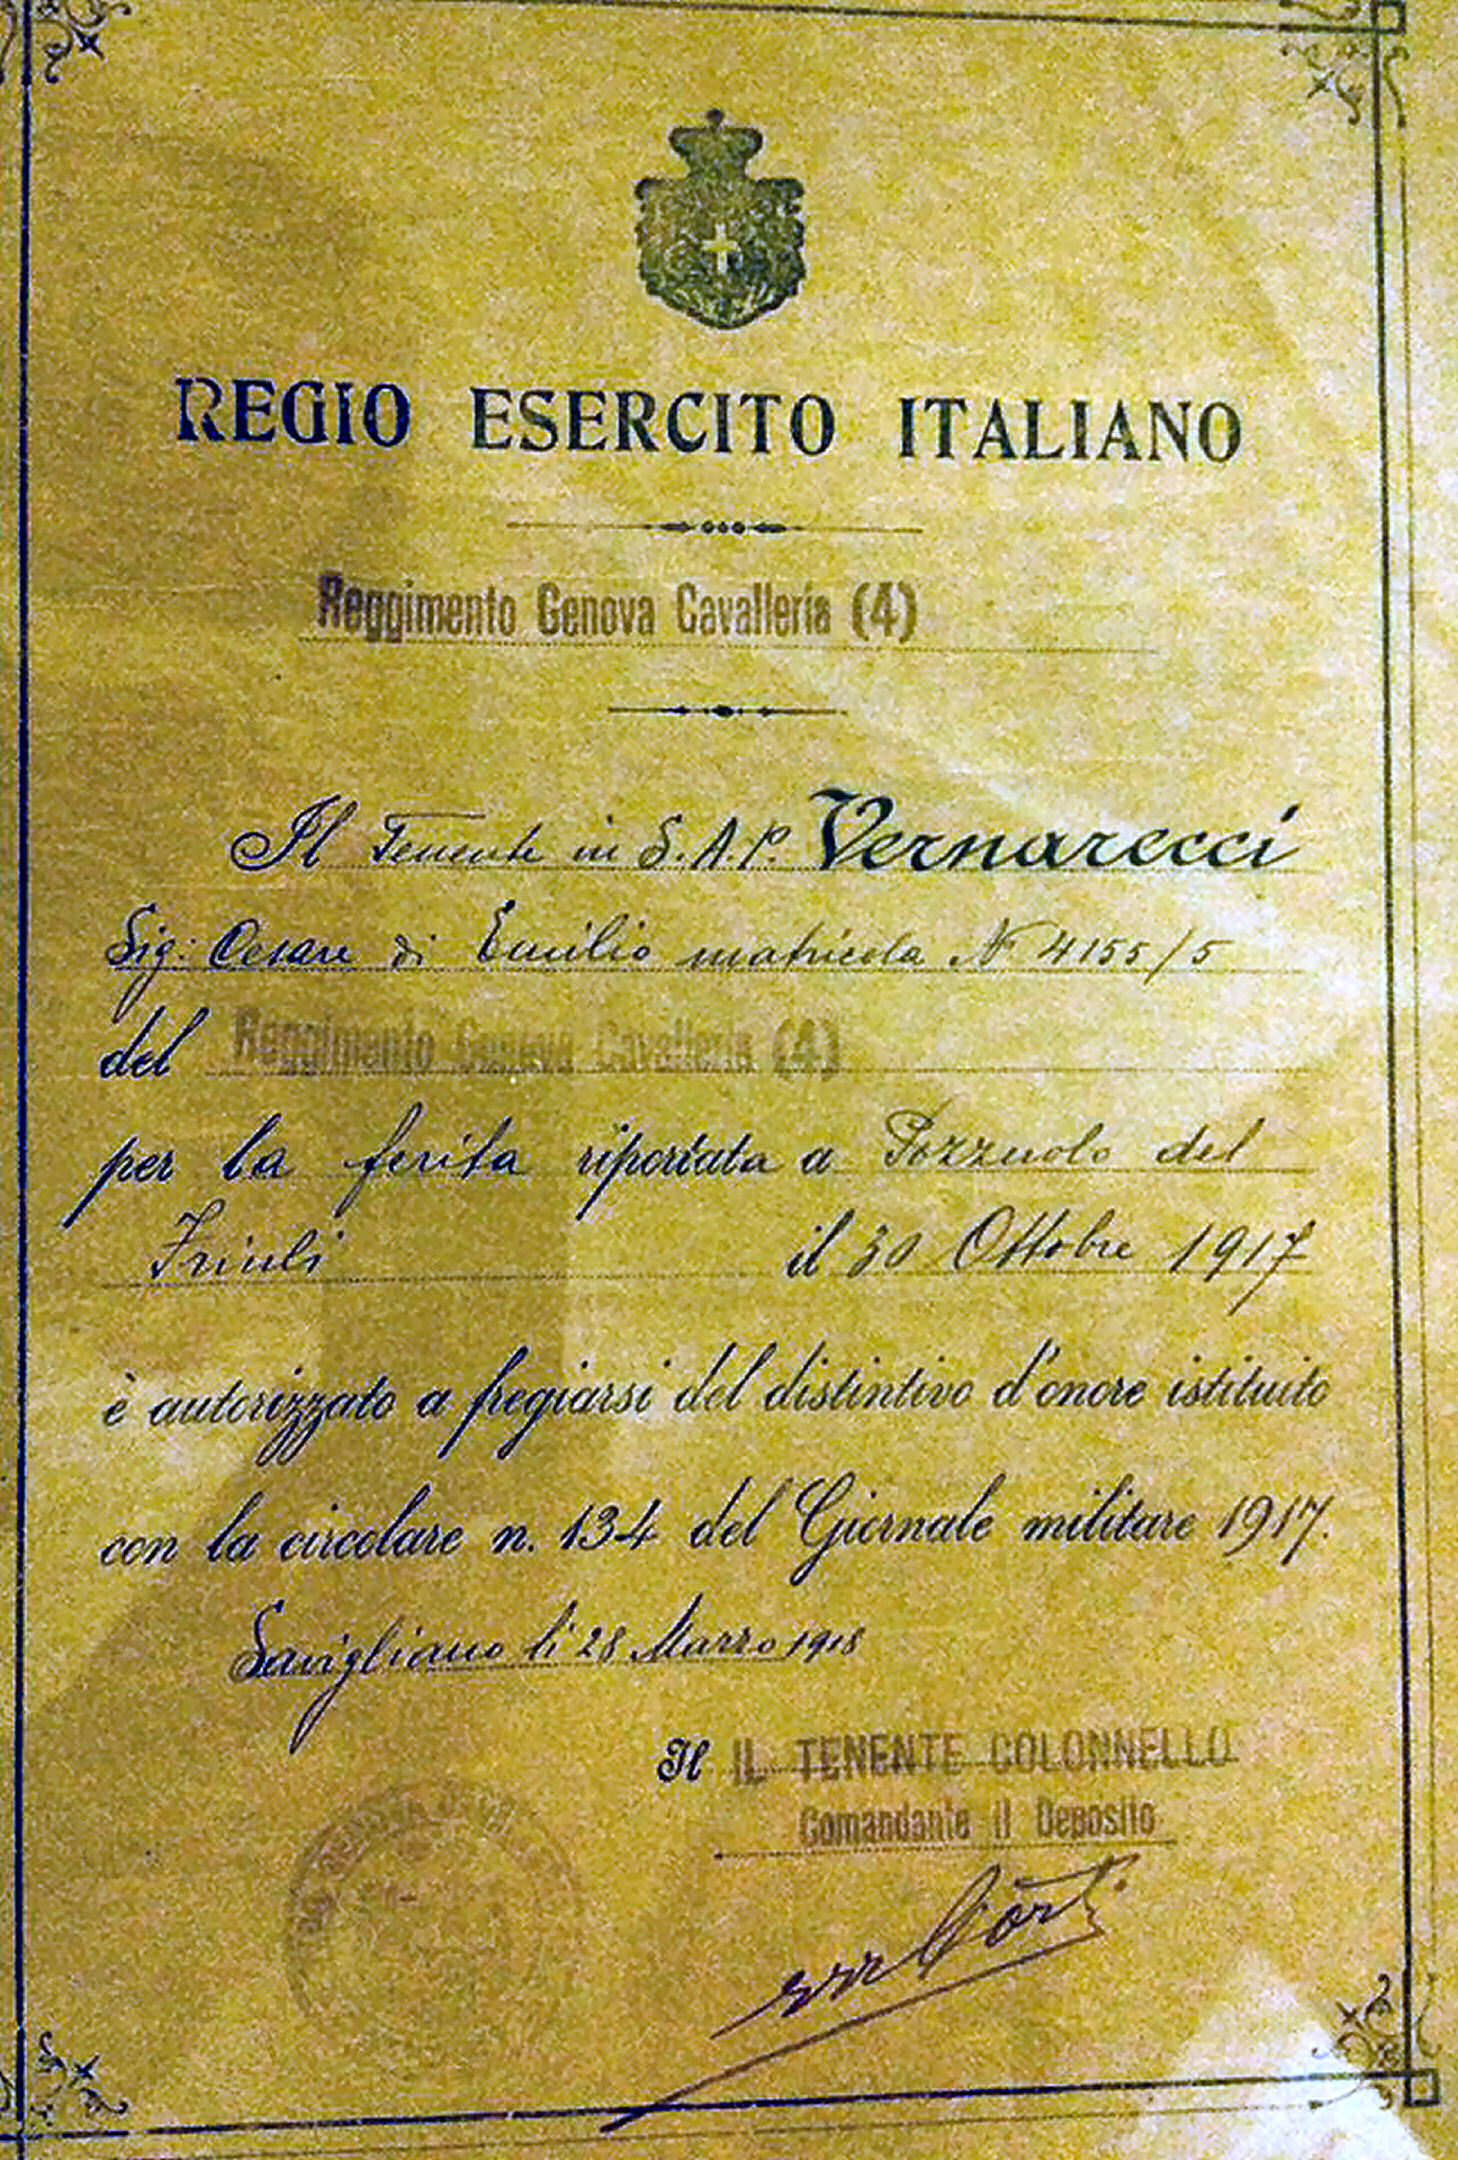 REGIO ESERCITO ITALIANO
Reggimento Genova Cavalleria (4)
Il Tenente in S.A.P. Vernarecci
Sig: Cesare di Emilio matricola N 4155/5
del Reggimento Genova Cavalleria (4)
per la ferita riportata a Pozzuolo del
Friuli il 30 Ottobre 1917
è autorizzato a fregiarsi del distintivo d'onore istituito
con la circolare n. 134 del Giornale militare 1917.
Savigliano li 28 Marzo 1918
Il IL TENENTE COLONNELLO
Comandante il Deposito